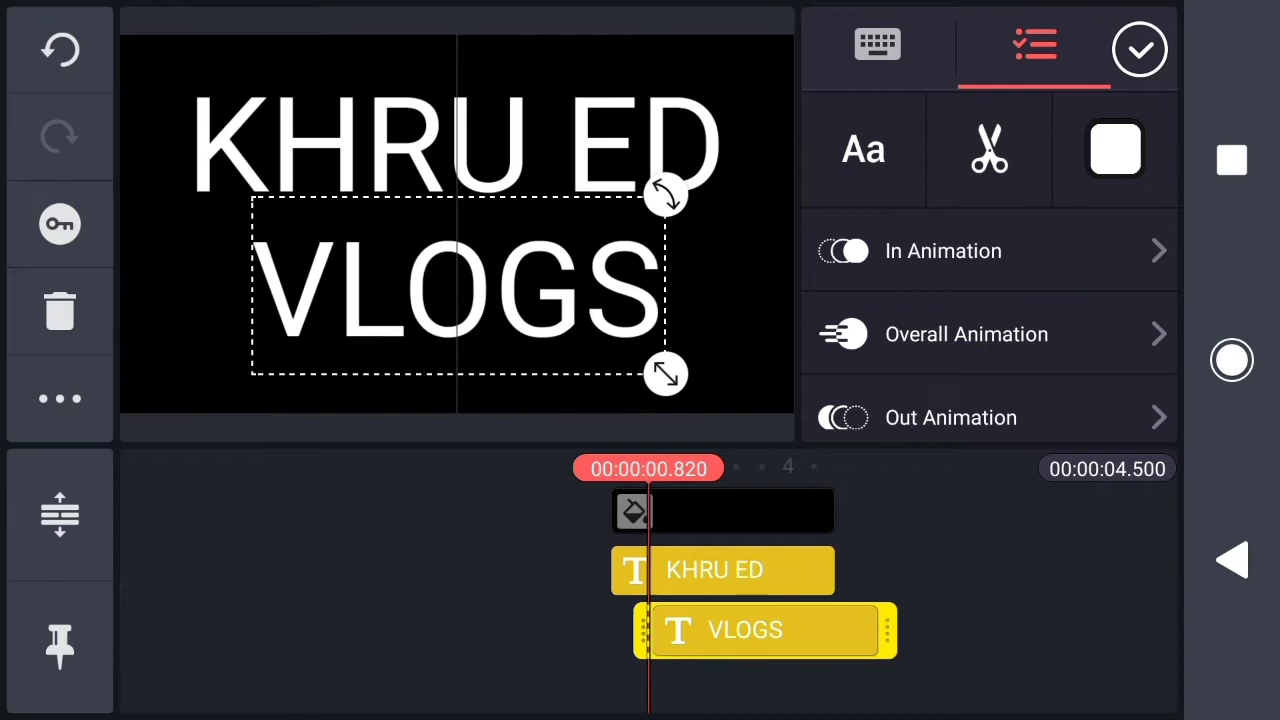 KHRU ED
VLOGS
Aa
In Animation
Overall Animation
Out Animation
00:00:00.820
4
00:00:04.500
T KHRU ED
T VLOGS